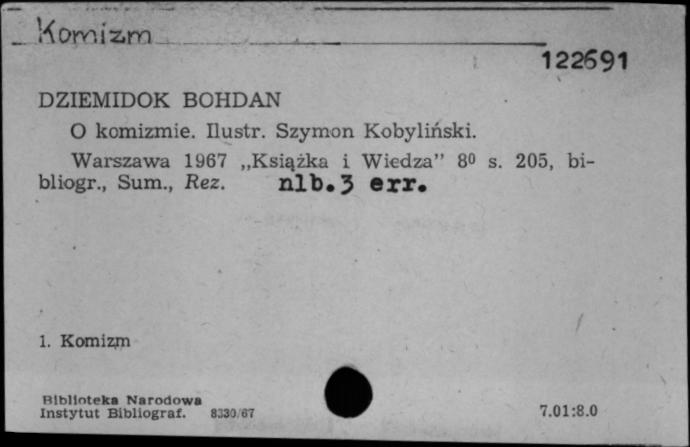 Komizm
122691
DZIEMIDOK BOHDAN
O komizmie. Ilustr. Szymon Kobyliński.
Warszawa 1967 „Książka i Wiedza” 8⁰ s. 205, bi-
bliogr., Sum., Rez. nlb.3 err.
1. Komizm
Biblioteka Narodowa
Instytut Bibliograf. 8330/67
7.01:8.0